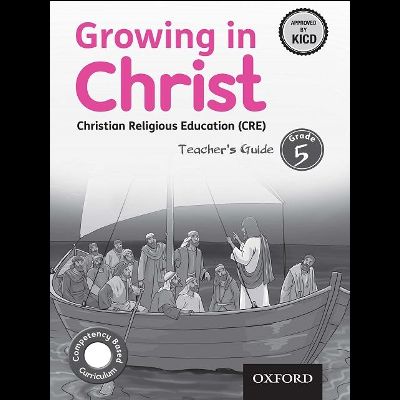 Growing in
Christ
APPROVED
BY
KICD
Christian Religious Education (CRE)
Teacher's Guide
Grade
5
Competency Based
Curriculum
OXFORD